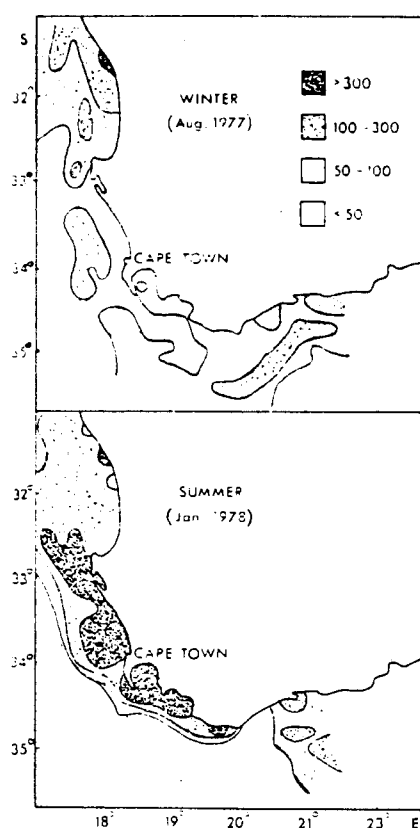 S
32°
33°
34°
35°
WINTER
(Aug. 1977)
> 300
100 - 300
50 - 100
< 50
CAPE TOWN
32°
33°
34°
35°
SUMMER
(Jan 1978)
CAPE TOWN
18° 19° 20° 21° 22° 23° E